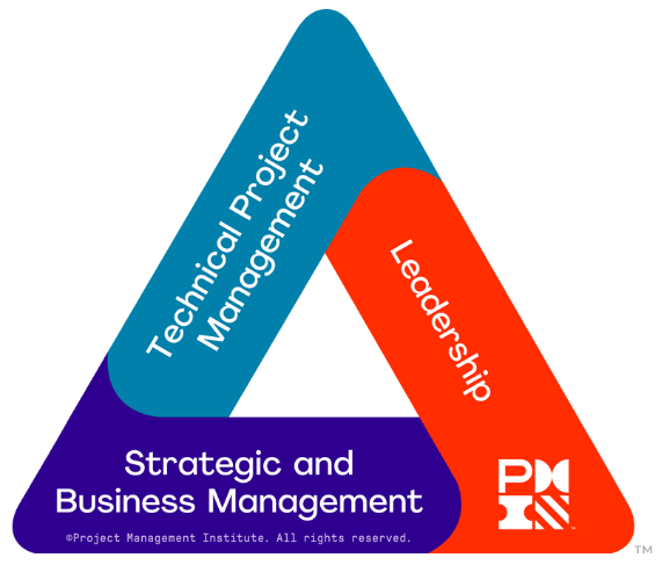 Technical Project
Management
Leadership
Strategic and
Business Management
©Project Management Institute. All rights reserved.
PMI
TM